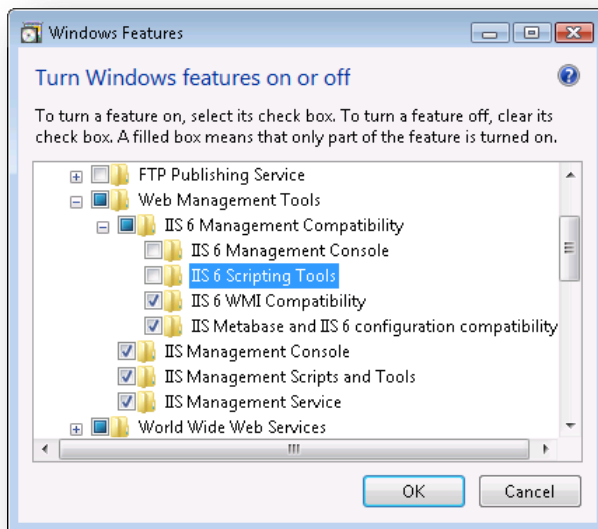 Windows Features
Turn Windows features on or off
To turn a feature on, select its check box. To turn a feature off, clear its
check box. A filled box means that only part of the feature is turned on.
FTP Publishing Service
Web Management Tools
IIS 6 Management Compatibility
IIS 6 Management Console
IIS 6 Scripting Tools
IIS 6 WMI Compatibility
IIS Metabase and IIS 6 configuration compatibility
IIS Management Console
IIS Management Scripts and Tools
IIS Management Service
World Wide Web Services
OK Cancel